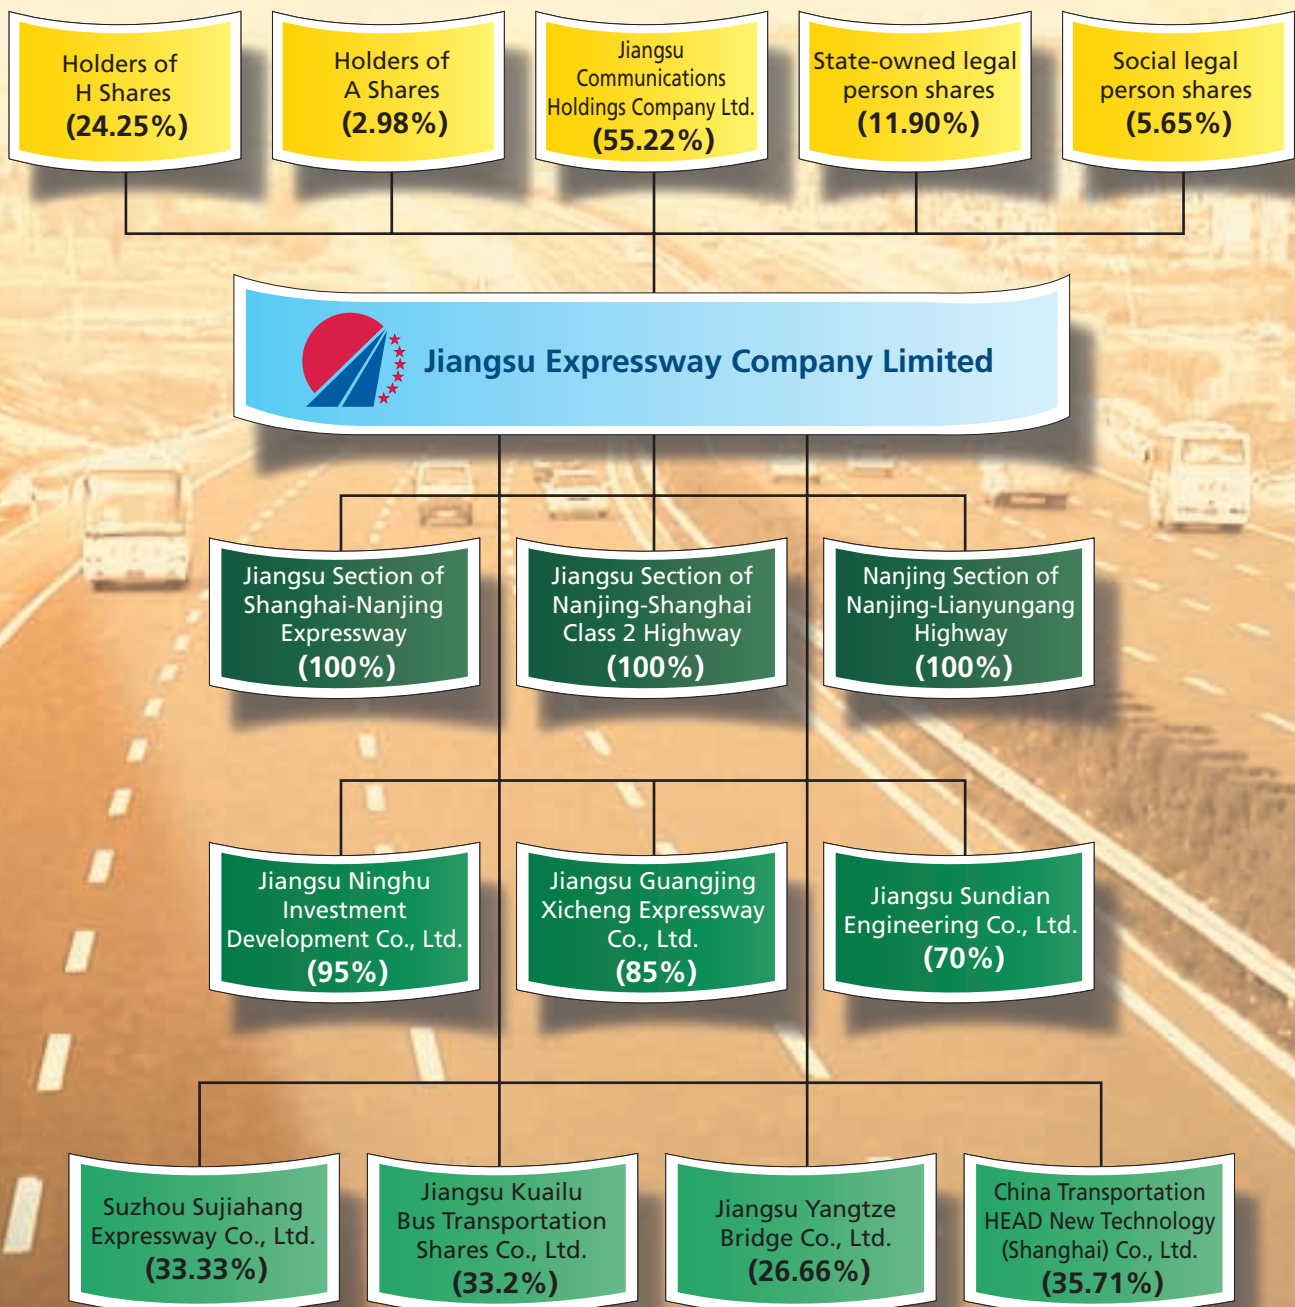 Holders of
H Shares
(24.25%)
Holders of
A Shares
(2.98%)
Jiangsu
Communications
Holdings Company Ltd.
(55.22%)
State-owned legal
person shares
(11.90%)
Social legal
person shares
(5.65%)
Jiangsu Expressway Company Limited
Jiangsu Section of
Shanghai-Nanjing
Expressway
(100%)
Jiangsu Section of
Nanjing-Shanghai
Class 2 Highway
(100%)
Nanjing Section of
Nanjing-Lianyungang
Highway
(100%)
Jiangsu Ninghu
Investment
Development Co., Ltd.
(95%)
Jiangsu Guangjing
Xicheng Expressway
Co., Ltd.
(85%)
Jiangsu Sundian
Engineering Co., Ltd.
(70%)
Suzhou Sujiahang
Expressway Co., Ltd.
(33.33%)
Jiangsu Kuailu
Bus Transportation
Shares Co., Ltd.
(33.2%)
Jiangsu Yangtze
Bridge Co., Ltd.
(26.66%)
China Transportation
HEAD New Technology
(Shanghai) Co., Ltd.
(35.71%)